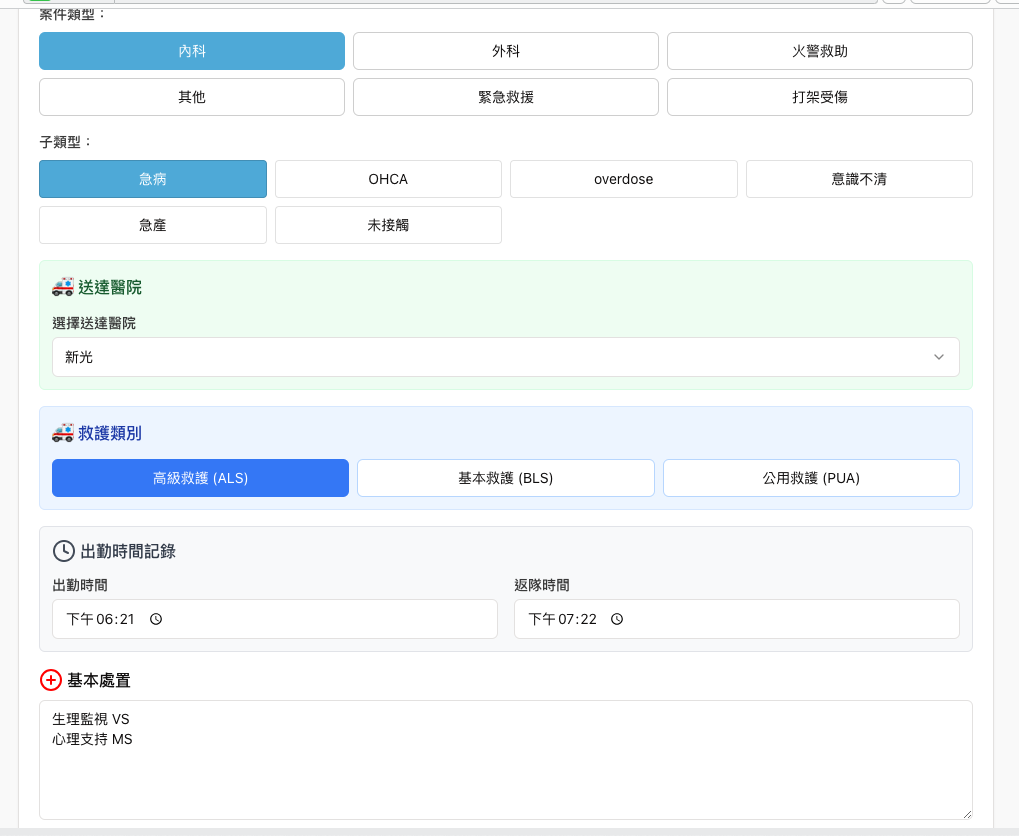 案件類型：
內科
外科
火警救助
其他
緊急救援
打架受傷
子類型：
急病
OHCA
overdose
意識不清
急產
未接觸
送達醫院
選擇送達醫院
新光
救護類別
高級救護 (ALS)
基本救護 (BLS)
公用救護 (PUA)
出勤時間記錄
出勤時間
返隊時間
下午 06:21
下午 07:22
基本處置
生理監視 VS
心理支持 MS